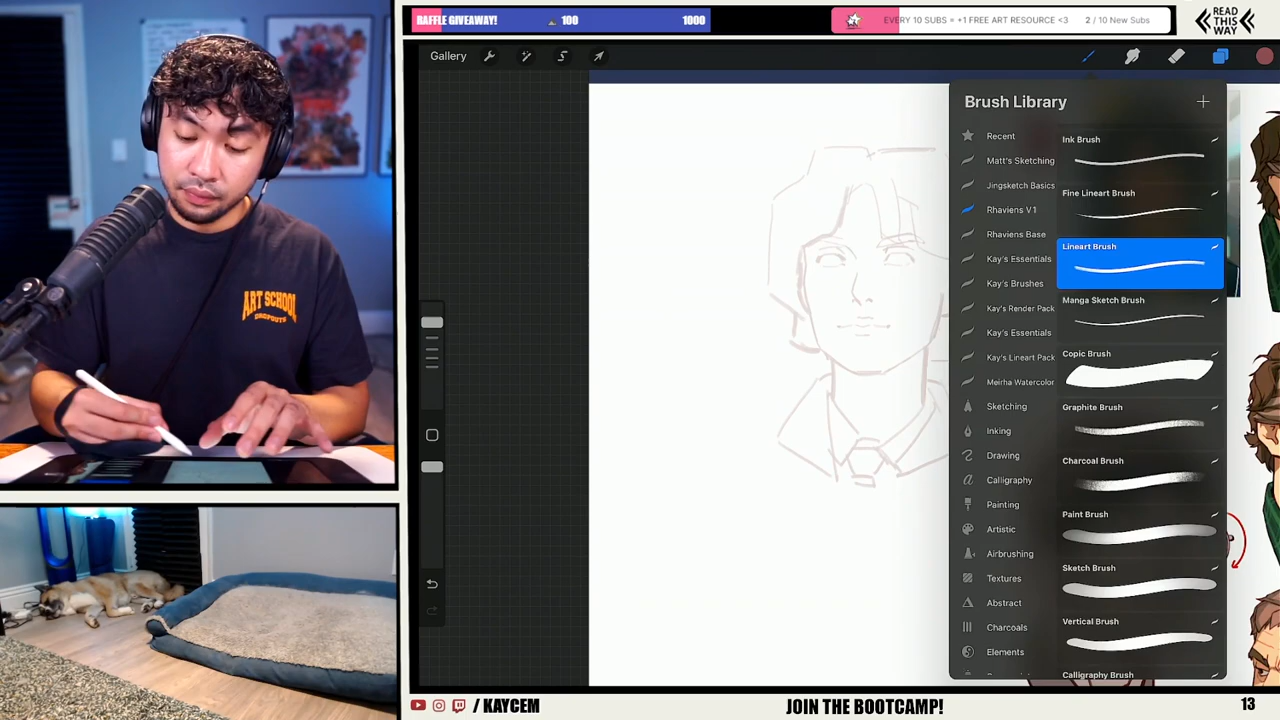 RAFFLE GIVEAWAY!
100
1000
EVERY 10 SUBS = +1 FREE ART RESOURCE <3
2 / 10 New Subs
READ
THIS
WAY
Gallery
ART SCHOOL
DROPOUTS
Brush Library
Recent
Matt's Sketching
Jingsketch Basics
Rhaviens V1
Rhaviens Base
Kay's Essentials
Kay's Brushes
Kay's Render Pack
Kay's Essentials
Kay's Lineart Pack
Meirha Watercolor
Sketching
Inking
Drawing
Calligraphy
Painting
Artistic
Airbrushing
Textures
Abstract
Charcoals
Elements
Ink Brush
Fine Lineart Brush
Lineart Brush
Manga Sketch Brush
Copic Brush
Graphite Brush
Charcoal Brush
Paint Brush
Sketch Brush
Vertical Brush
Calligraphy Brush
/ KAYCEM
JOIN THE BOOTCAMP!
13